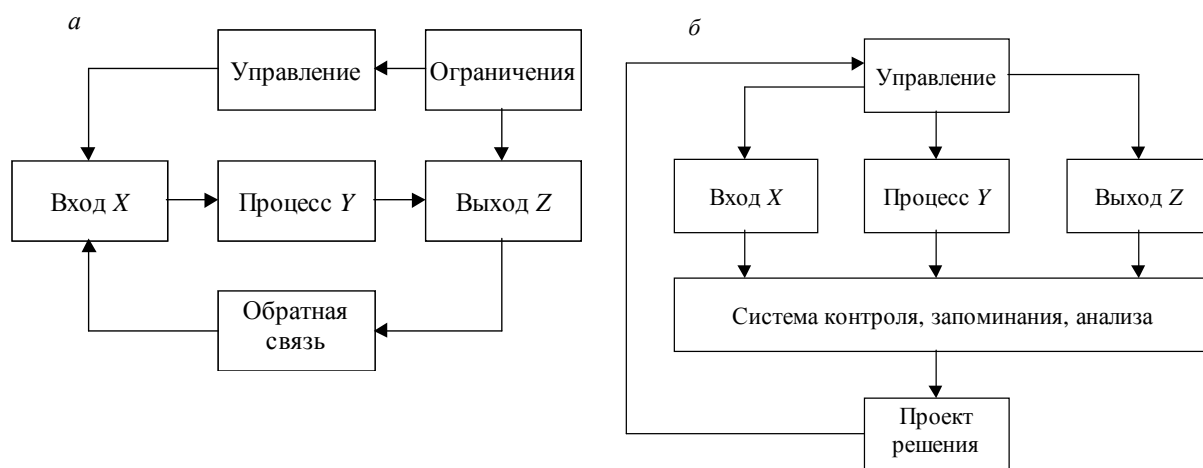 а
Управление
Ограничения
Вход X
Процесс Y
Выход Z
Обратная
связь
б
Управление
Вход X
Процесс Y
Выход Z
Система контроля, запоминания, анализа
Проект
решения